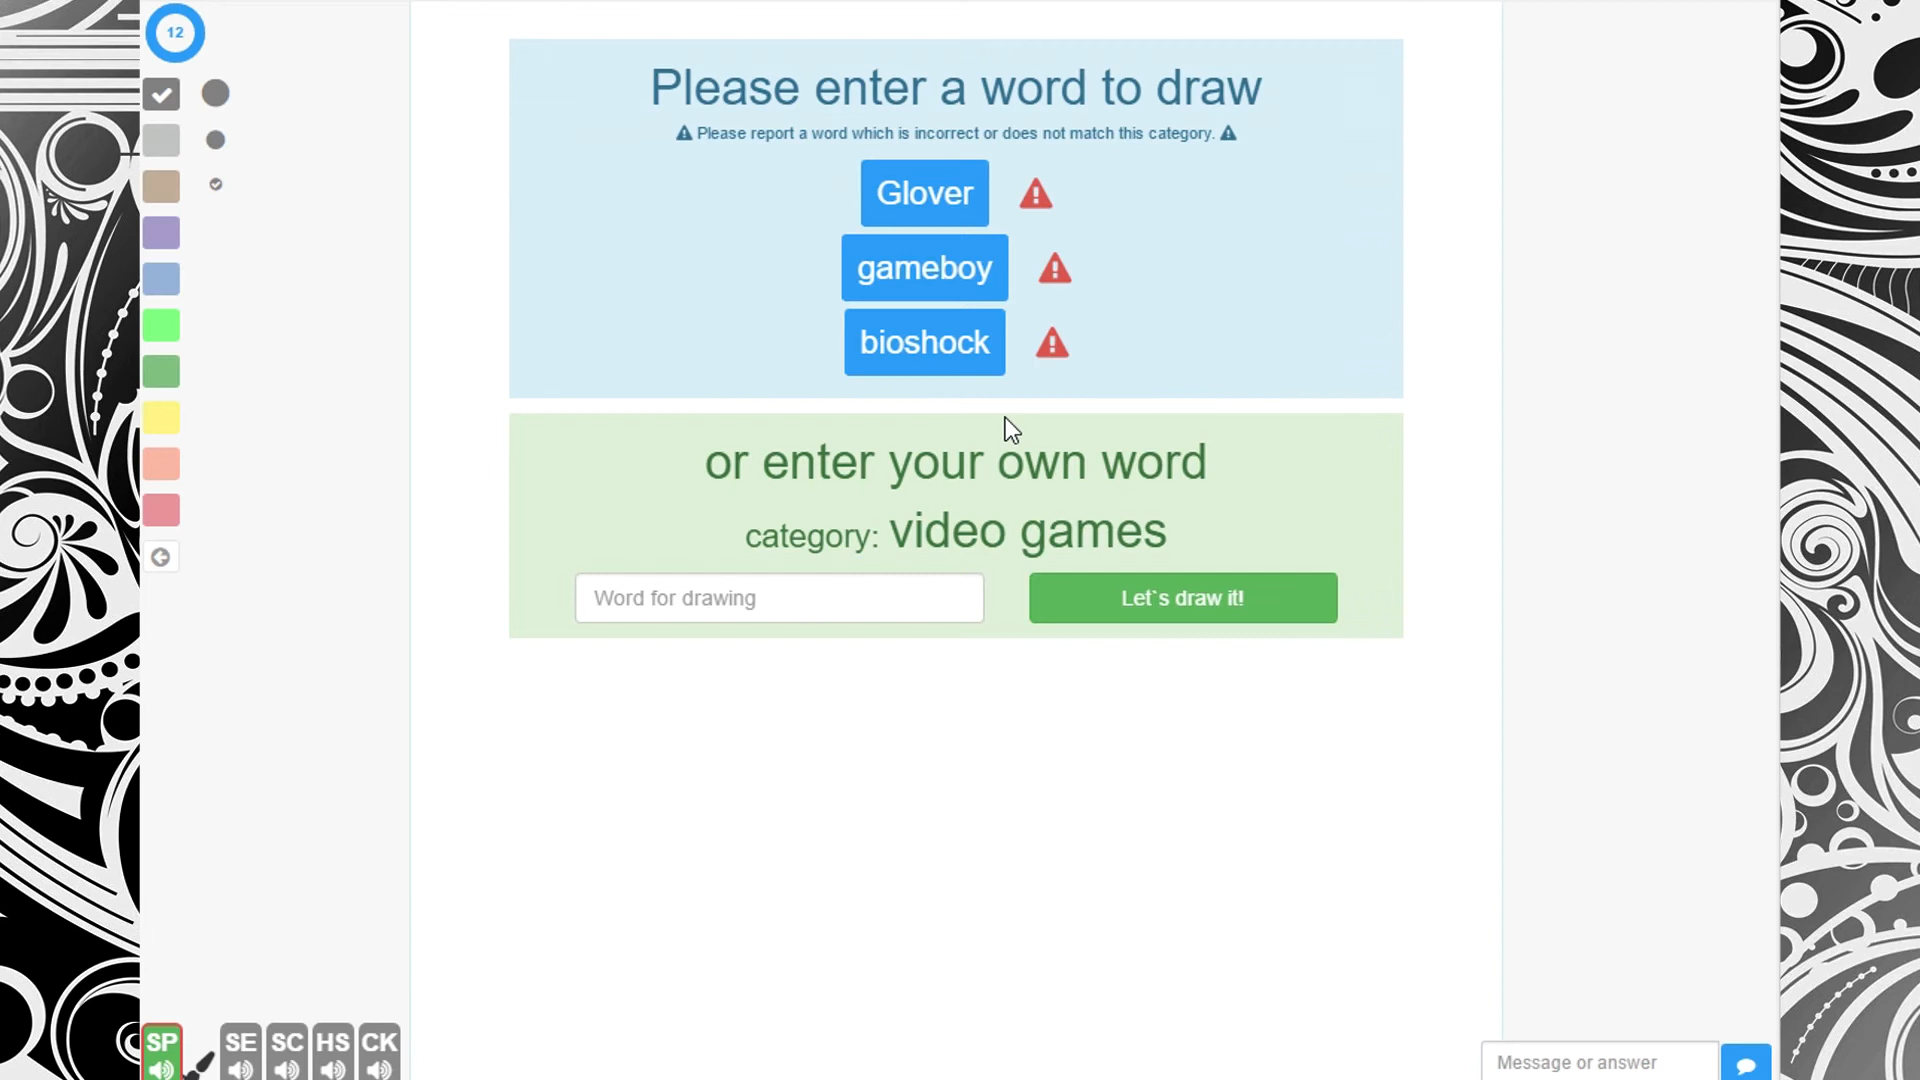 12
Please enter a word to draw
Please report a word which is incorrect or does not match this category.
Glover
gameboy
bioshock
or enter your own word
category: video games
Word for drawing
Let`s draw it!
SP SE SC HS CK
Message or answer